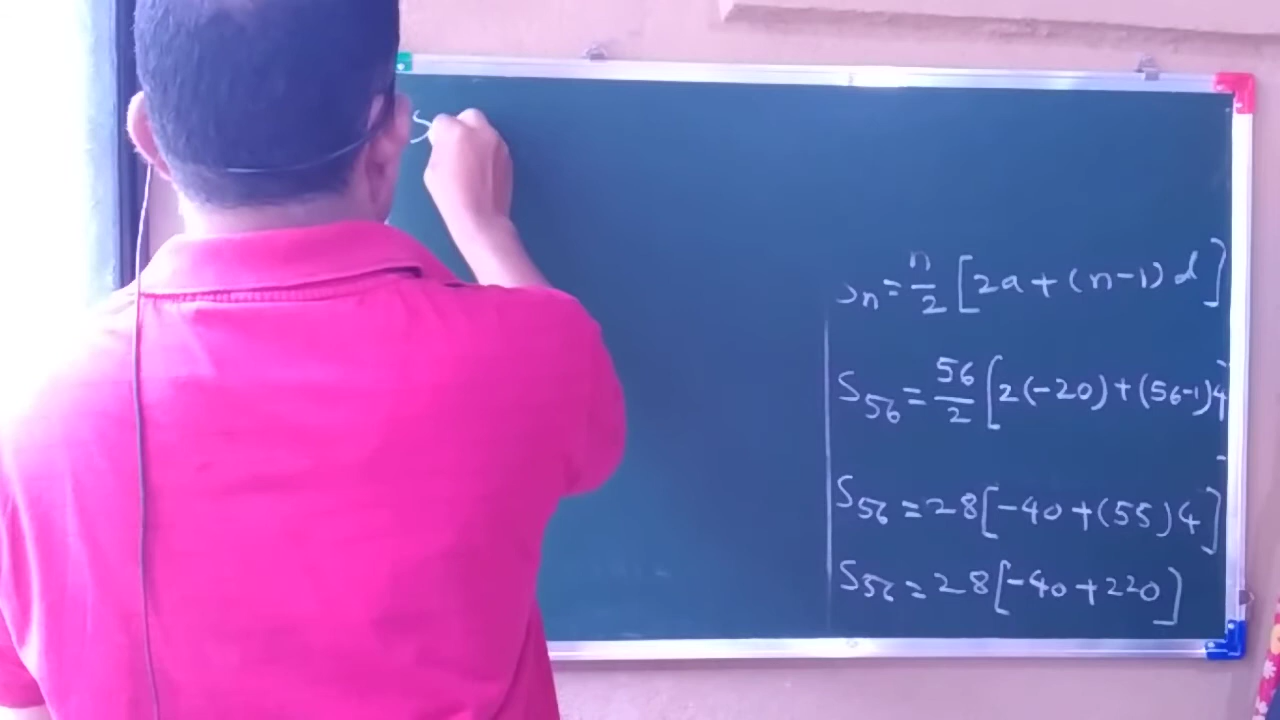 S
Sn = n/2 [2a + (n-1) d]
S56 = 56/2 [2(-20) + (56-1)4]
S56 = 28[-40 + (55)4]
S56 = 28[-40 + 220]